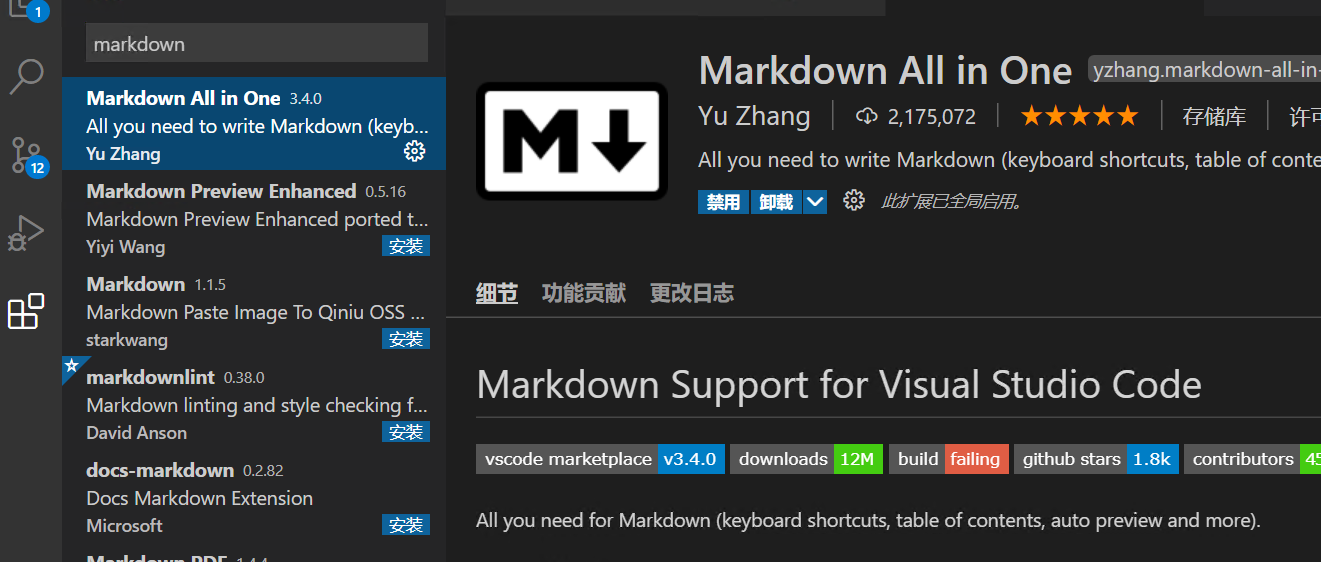 1
12
markdown
Markdown All in One 3.4.0
All you need to write Markdown (keyb...
Yu Zhang
Markdown Preview Enhanced 0.5.16
Markdown Preview Enhanced ported t...
Yiyi Wang 安装
Markdown 1.1.5
Markdown Paste Image To Qiniu OSS ...
starkwang 安装
markdownlint 0.38.0
Markdown linting and style checking f...
David Anson 安装
docs-markdown 0.2.82
Docs Markdown Extension
Microsoft 安装
Markdown PDF 1.4.4
M
Markdown All in One yzhang.markdown-all-in-
Yu Zhang 2,175,072 存储库 许可
All you need to write Markdown (keyboard shortcuts, table of conte
禁用 卸载 此扩展已全局启用。
细节 功能贡献 更改日志
Markdown Support for Visual Studio Code
vscode marketplace v3.4.0 downloads 12M build failing github stars 1.8k contributors 45
All you need for Markdown (keyboard shortcuts, table of contents, auto preview and more).